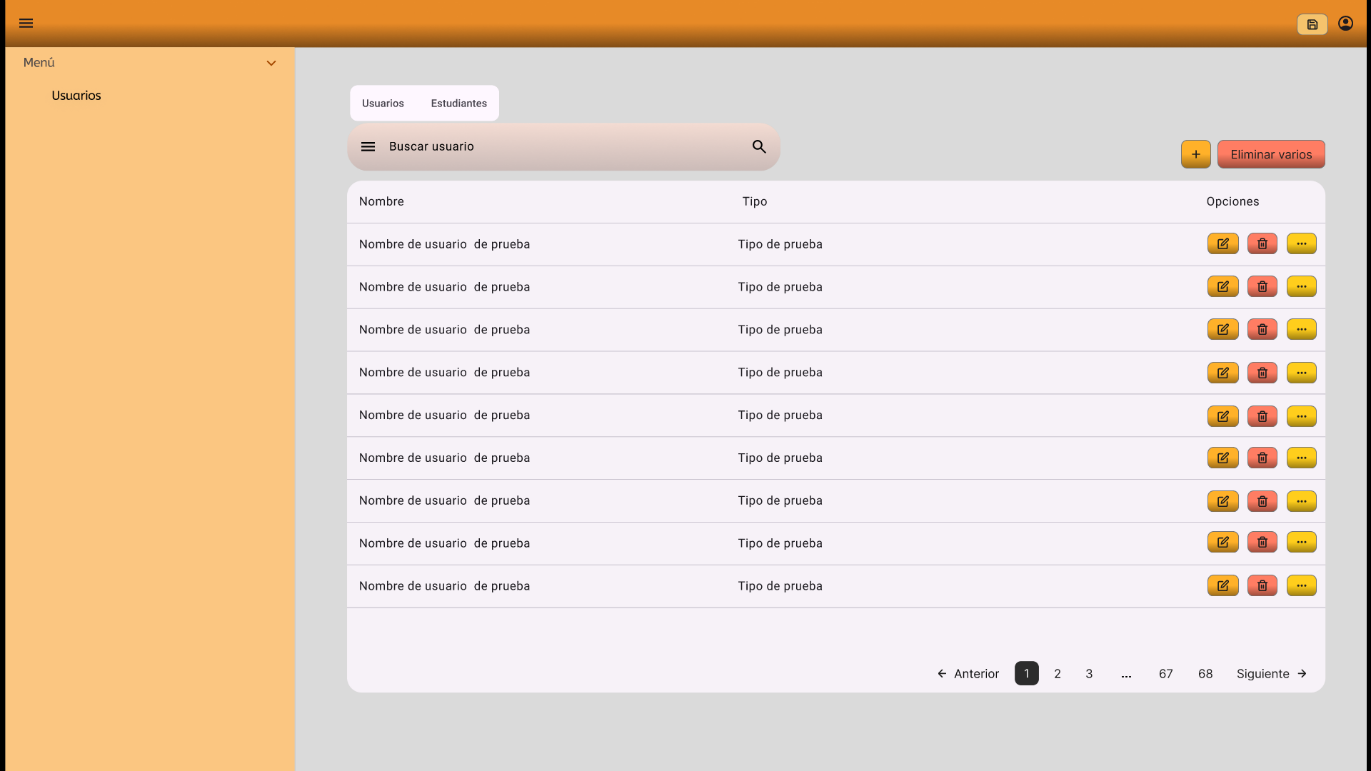 Menú
Usuarios
Usuarios Estudiantes
Buscar usuario
+ Eliminar varios
Nombre Tipo Opciones
Nombre de usuario de prueba Tipo de prueba
Nombre de usuario de prueba Tipo de prueba
Nombre de usuario de prueba Tipo de prueba
Nombre de usuario de prueba Tipo de prueba
Nombre de usuario de prueba Tipo de prueba
Nombre de usuario de prueba Tipo de prueba
Nombre de usuario de prueba Tipo de prueba
Nombre de usuario de prueba Tipo de prueba
Nombre de usuario de prueba Tipo de prueba
← Anterior 1 2 3 ... 67 68 Siguiente →